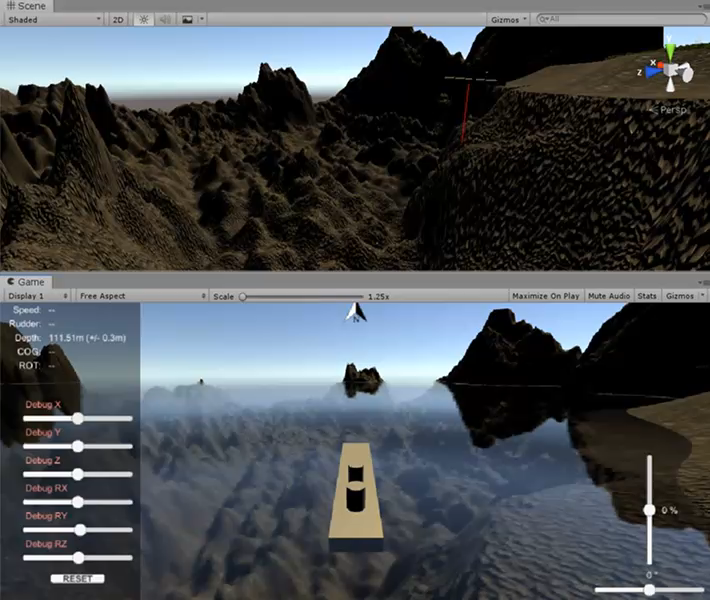 Scene
Shaded 2D Gizmos All
y
x
z
Persp
Game
Display 1 Free Aspect Scale 1.25x Maximize On Play Mute Audio Stats Gizmos
Speed: --
Rudder: --
Depth: 111.51m (+/- 0.3m)
COG: --
ROT: --
N
Debug X
Debug Y
Debug Z
Debug RX
Debug RY
Debug RZ
RESET
0 %
0 °